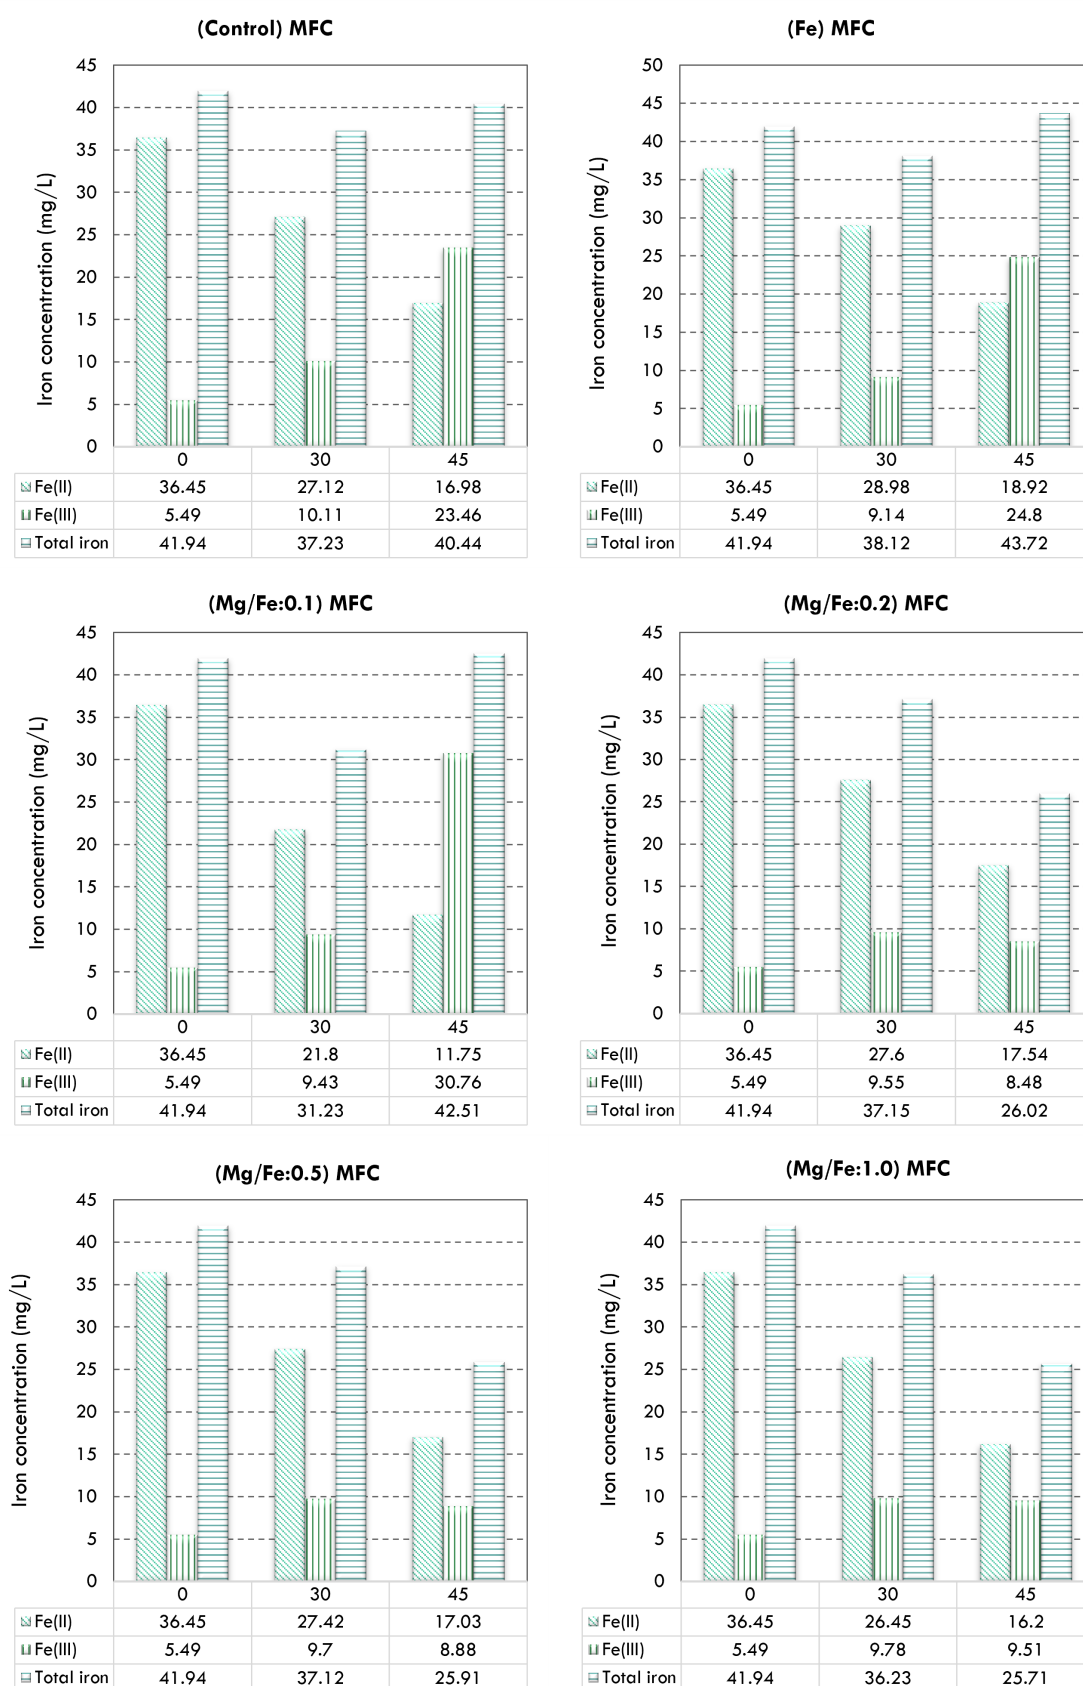 (Control) MFC
45
40
35
30
25
20
15
10
5
0
Iron concentration (mg/L)
0 30 45
Fe(II) 36.45 27.12 16.98
Fe(III) 5.49 10.11 23.46
Total iron 41.94 37.23 40.44
(Fe) MFC
50
45
40
35
30
25
20
15
10
5
0
Iron concentration (mg/L)
0 30 45
Fe(II) 36.45 28.98 18.92
Fe(III) 5.49 9.14 24.8
Total iron 41.94 38.12 43.72
(Mg/Fe:0.1) MFC
45
40
35
30
25
20
15
10
5
0
Iron concentration (mg/L)
0 30 45
Fe(II) 36.45 21.8 11.75
Fe(III) 5.49 9.43 30.76
Total iron 41.94 31.23 42.51
(Mg/Fe:0.2) MFC
45
40
35
30
25
20
15
10
5
0
Iron concentration (mg/L)
0 30 45
Fe(II) 36.45 27.6 17.54
Fe(III) 5.49 9.55 8.48
Total iron 41.94 37.15 26.02
(Mg/Fe:0.5) MFC
45
40
35
30
25
20
15
10
5
0
Iron concentration (mg/L)
0 30 45
Fe(II) 36.45 27.42 17.03
Fe(III) 5.49 9.7 8.88
Total iron 41.94 37.12 25.91
(Mg/Fe:1.0) MFC
45
40
35
30
25
20
15
10
5
0
Iron concentration (mg/L)
0 30 45
Fe(II) 36.45 26.45 16.2
Fe(III) 5.49 9.78 9.51
Total iron 41.94 36.23 25.71